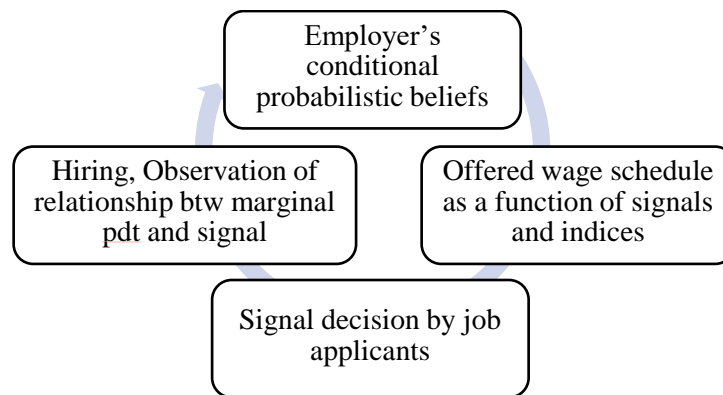 Employer’s
conditional
probabilistic beliefs
Offered wage schedule
as a function of signals
and indices
Signal decision by job
applicants
Hiring, Observation of
relationship btw marginal
pdt and signal